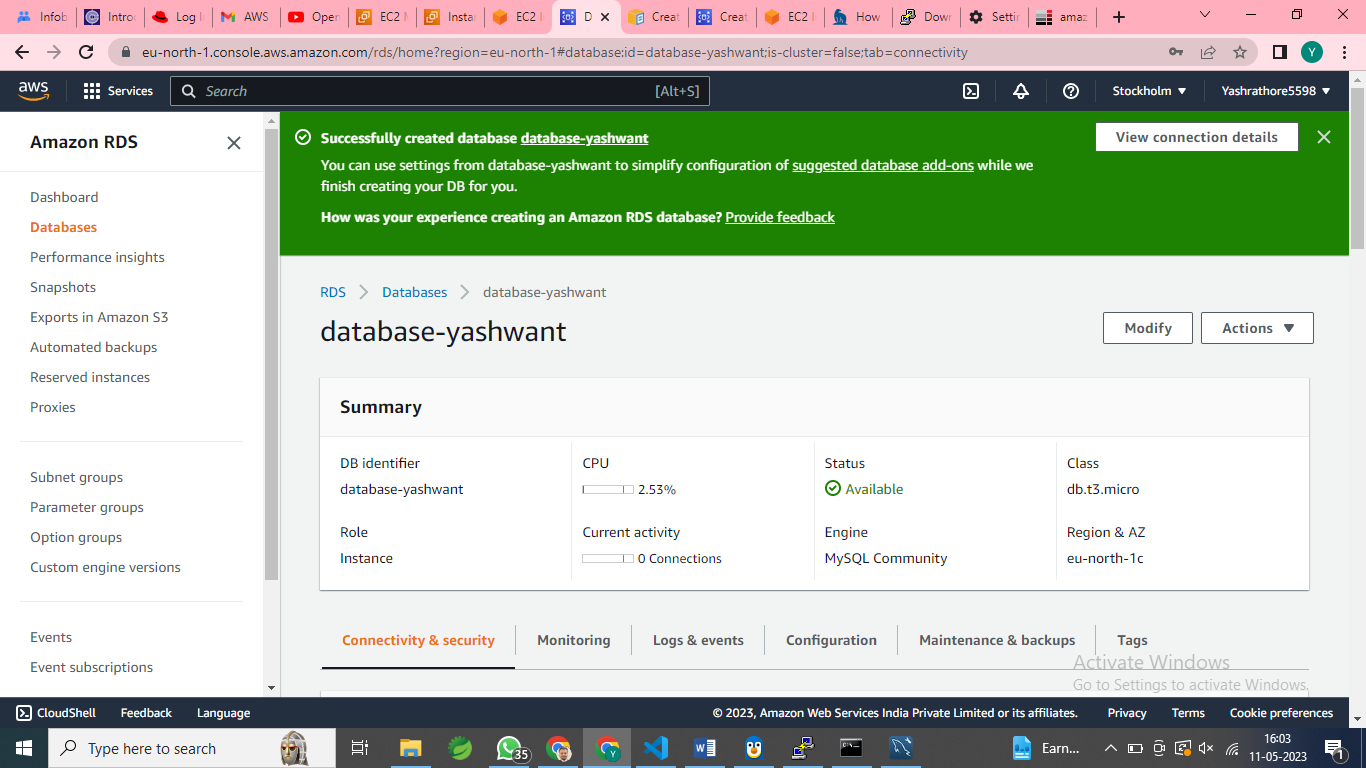 Infob
Introd
Log I
AWS
Open
EC2 I
Insta
EC2 I
D
Creat
Creat
EC2 I
How
Dow
Settin
amaz
eu-north-1.console.aws.amazon.com/rds/home?region=eu-north-1#database:id=database-yashwant;is-cluster=false;tab=connectivity
Y
aws
Services
Search
[Alt+S]
Stockholm
Yashrathore5598
Amazon RDS
Dashboard
Databases
Performance insights
Snapshots
Exports in Amazon S3
Automated backups
Reserved instances
Proxies
Subnet groups
Parameter groups
Option groups
Custom engine versions
Events
Event subscriptions
Successfully created database database-yashwant
You can use settings from database-yashwant to simplify configuration of suggested database add-ons while we
finish creating your DB for you.
How was your experience creating an Amazon RDS database? Provide feedback
View connection details
RDS
Databases
database-yashwant
database-yashwant
Modify
Actions
Summary
DB identifier
database-yashwant
CPU
2.53%
Status
Available
Class
db.t3.micro
Role
Instance
Current activity
0 Connections
Engine
MySQL Community
Region & AZ
eu-north-1c
Connectivity & security
Monitoring
Logs & events
Configuration
Maintenance & backups
Tags
Activate Windows
Go to Settings to activate Windows.
CloudShell
Feedback
Language
© 2023, Amazon Web Services India Private Limited or its affiliates.
Privacy
Terms
Cookie preferences
Type here to search
35
Y
Earn...
16:03
11-05-2023
1